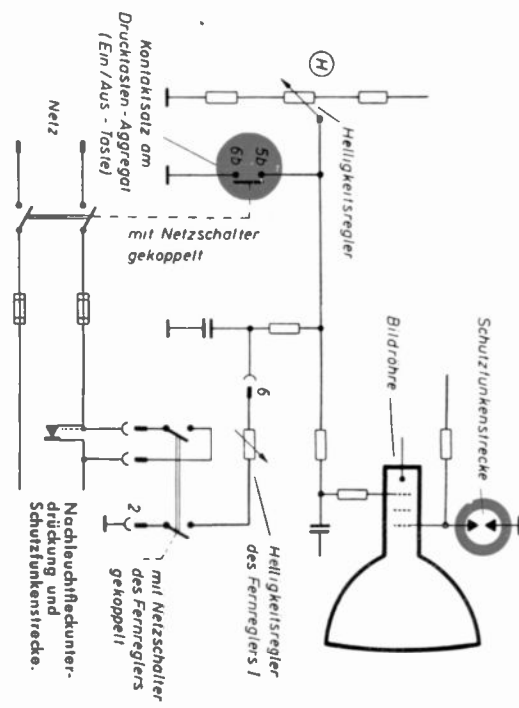 Kontaktsatz am
Drucktasten-Aggregat
(Ein/Aus-Taste)
Netz
H
5b
6b
Helligkeitsregler
mit Netzschalter
gekoppelt
Schutzfunkenstrecke
Bildröhre
6
Helligkeitsregler
des Fernreglers I
2
mit Netzschalter
des Fernreglers
gekoppelt
Nachleuchtfleckunter-
drückung und
Schutzfunkenstrecke.